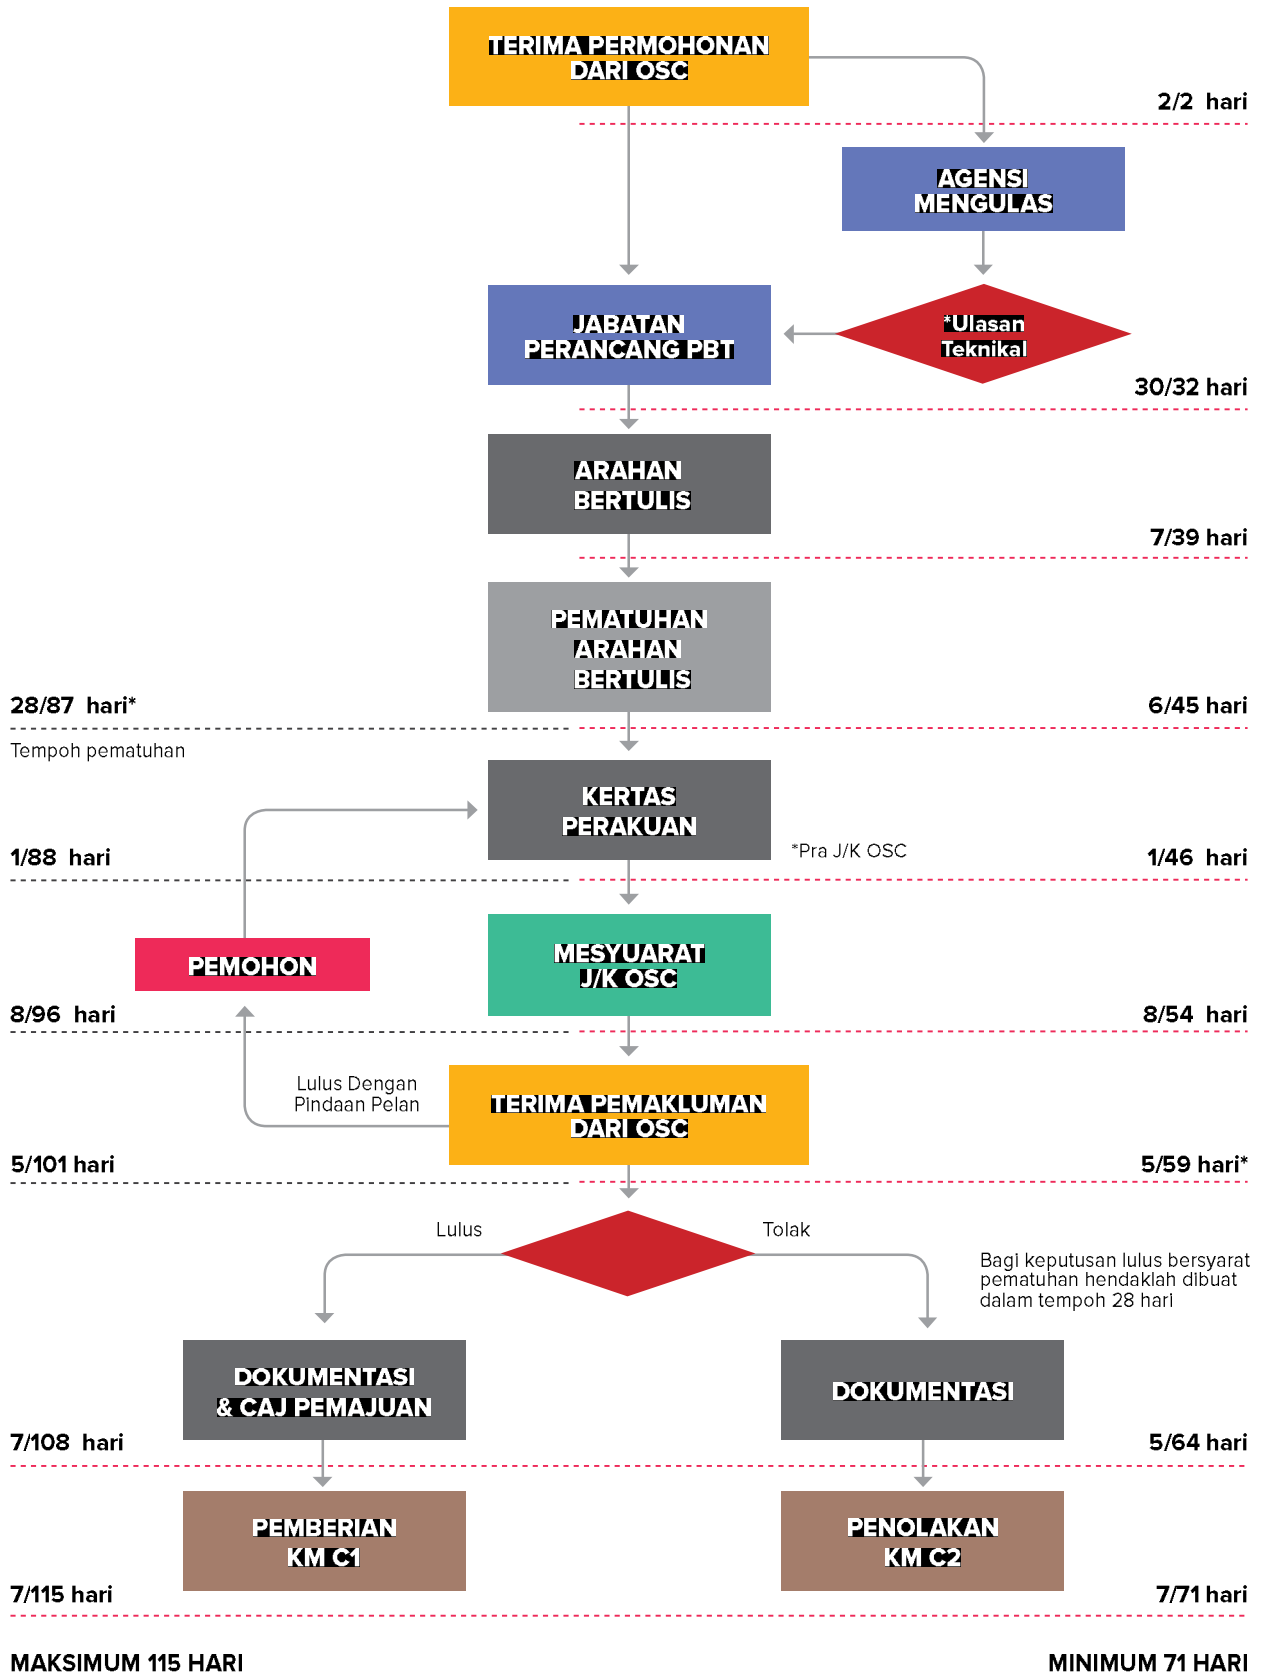 TERIMA PERMOHONAN
DARI OSC
2/2 hari
AGENSI
MENGULAS
JABATAN
PERANCANG PBT
*Ulasan
Teknikal
30/32 hari
ARAHAN
BERTULIS
7/39 hari
PEMATUHAN
ARAHAN
BERTULIS
28/87 hari*
6/45 hari
Tempoh pematuhan
KERTAS
PERAKUAN
*Pra J/K OSC
1/88 hari
1/46 hari
MESYUARAT
J/K OSC
PEMOHON
8/96 hari
8/54 hari
Lulus Dengan
Pindaan Pelan
TERIMA PEMAKLUMAN
DARI OSC
5/101 hari
5/59 hari*
Lulus
Tolak
Bagi keputusan lulus bersyarat
pematuhan hendaklah dibuat
dalam tempoh 28 hari
DOKUMENTASI
& CAJ PEMAJUAN
DOKUMENTASI
7/108 hari
5/64 hari
PEMBERIAN
KM C1
PENOLAKAN
KM C2
7/115 hari
7/71 hari
MAKSIMUM 115 HARI
MINIMUM 71 HARI